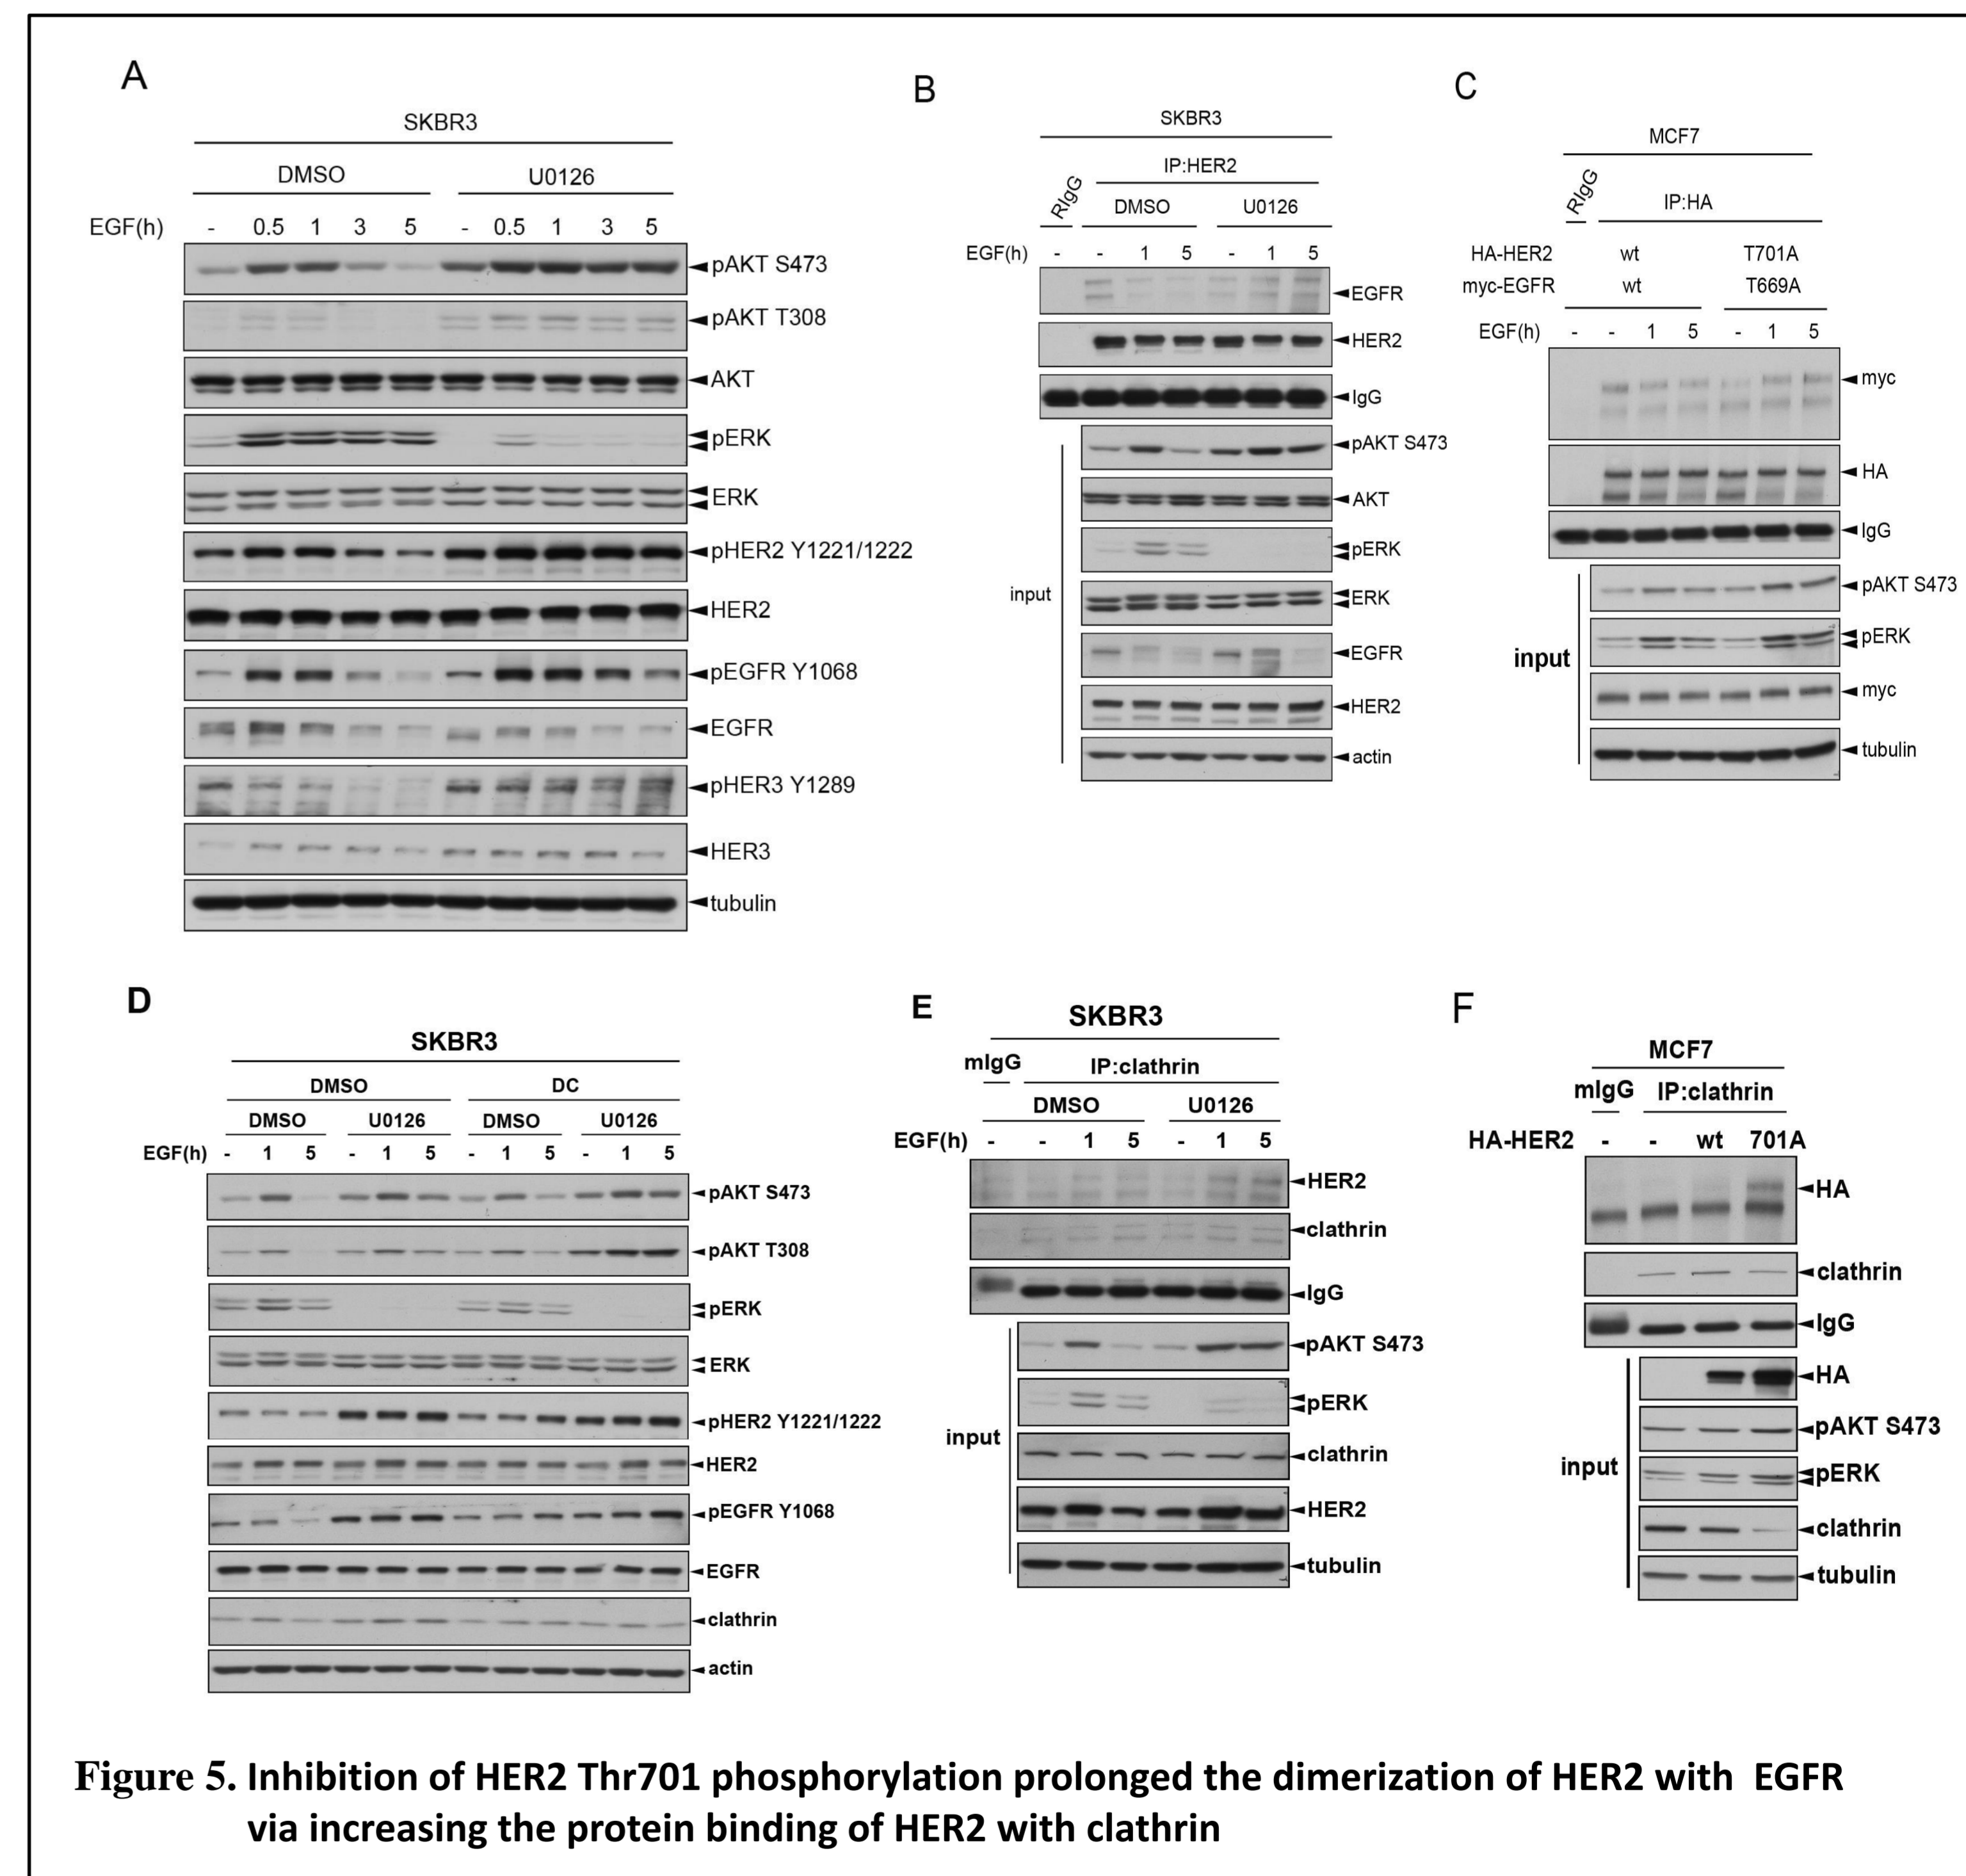 A
SKBR3
DMSO U0126
EGF(h) - 0.5 1 3 5 - 0.5 1 3 5
pAKT S473
pAKT T308
AKT
pERK
ERK
pHER2 Y1221/1222
HER2
pEGFR Y1068
EGFR
pHER3 Y1289
HER3
tubulin
B
SKBR3
RIgG
IP:HER2
DMSO U0126
EGF(h) - - 1 5 - 1 5
EGFR
HER2
IgG
input
pAKT S473
AKT
pERK
ERK
EGFR
HER2
actin
C
MCF7
RIgG
IP:HA
HA-HER2 wt T701A
myc-EGFR wt T669A
EGF(h) - - 1 5 - 1 5
myc
HA
IgG
input
pAKT S473
pERK
myc
tubulin
D
SKBR3
DMSO DC
DMSO U0126 DMSO U0126
EGF(h) - 1 5 - 1 5 - 1 5 - 1 5
pAKT S473
pAKT T308
pERK
ERK
pHER2 Y1221/1222
HER2
pEGFR Y1068
EGFR
clathrin
actin
E
SKBR3
mIgG IP:clathrin
DMSO U0126
EGF(h) - - 1 5 - 1 5
HER2
clathrin
IgG
input
pAKT S473
pERK
clathrin
HER2
tubulin
F
MCF7
mIgG IP:clathrin
HA-HER2 - - wt 701A
HA
clathrin
IgG
input
HA
pAKT S473
pERK
clathrin
tubulin
Figure 5. Inhibition of HER2 Thr701 phosphorylation prolonged the dimerization of HER2 with EGFR
via increasing the protein binding of HER2 with clathrin